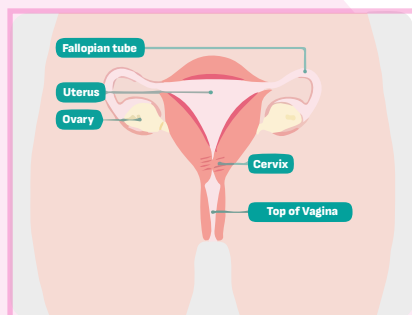 Fallopian tube
Uterus
Ovary
Cervix
Top of Vagina